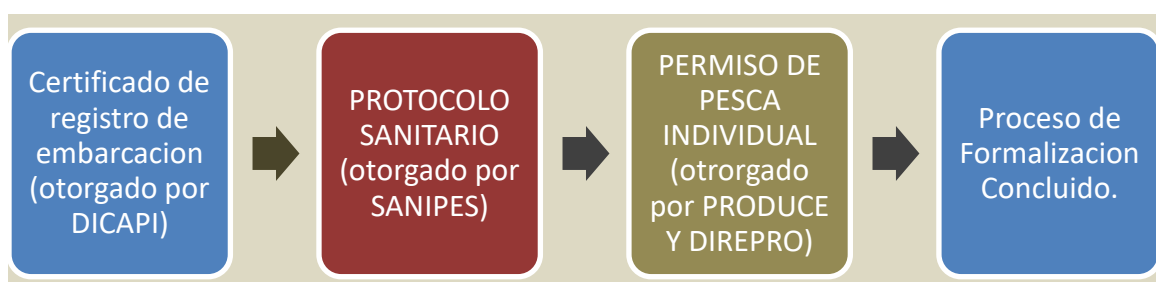 Certificado de
registro de
embarcacion
(otorgado por
DICAPI)
PROTOCOLO
SANITARIO
(otorgado por
SANIPES)
PERMISO DE
PESCA
INDIVIDUAL
(otrorgado
por PRODUCE
Y DIREPRO)
Proceso de
Formalizacion
Concluido.